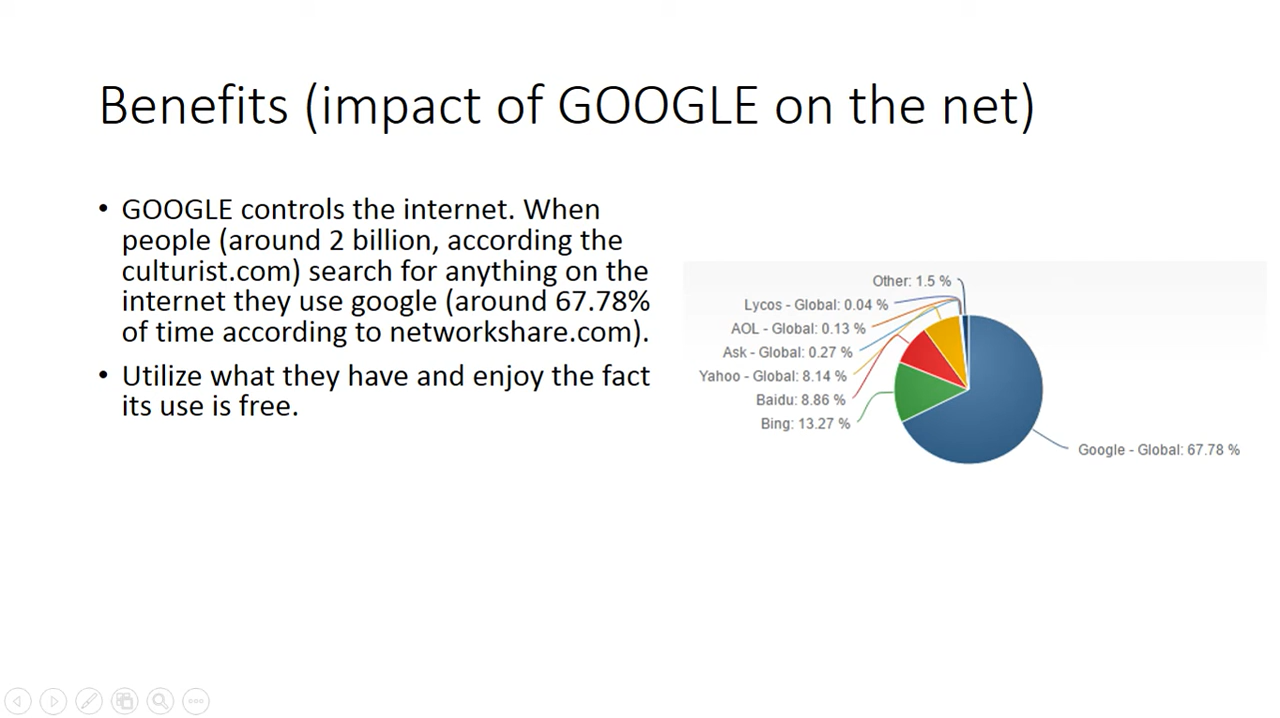 Benefits (impact of GOOGLE on the net)
• GOOGLE controls the internet. When
people (around 2 billion, according the
culturist.com) search for anything on the
internet they use google (around 67.78%
of time according to networkshare.com).
• Utilize what they have and enjoy the fact
its use is free.
Other: 1.5 %
Lycos - Global: 0.04 %
AOL - Global: 0.13 %
Ask - Global: 0.27 %
Yahoo - Global: 8.14 %
Baidu: 8.86 %
Bing: 13.27 %
Google - Global: 67.78 %